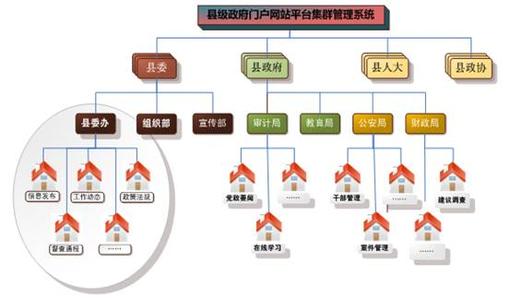 县级政府门户网站平台集群管理系统
县委
县政府
县人大
县政协
县委办
组织部
宣传部
审计局
教育局
公安局
财政局
信息发布
工作动态
政策法规
党政要闻
……
干部管理
……
建议调查
督查通报
……
在线学习
案件管理
……